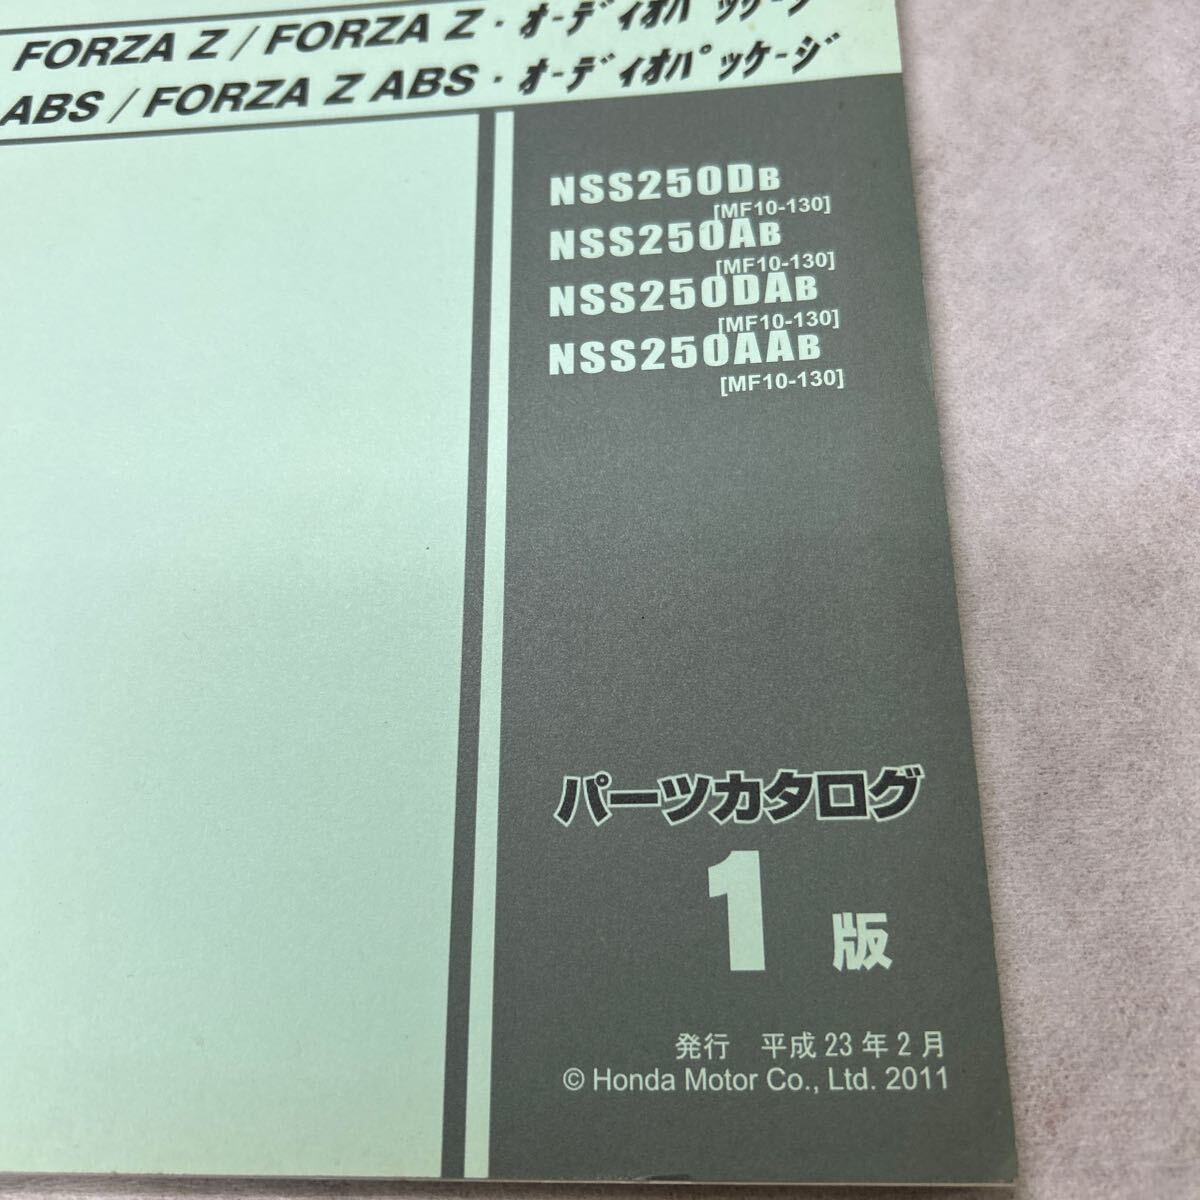 FORZA Z / FORZA Z・オーディオパッケージ
ABS / FORZA Z ABS・オーディオパッケージ
NSS250DB
[MF10-130]
NSS250AB
[MF10-130]
NSS250DAB
[MF10-130]
NSS250AAB
[MF10-130]
パーツカタログ
1 版
発行 平成 23 年 2 月
© Honda Motor Co., Ltd. 2011